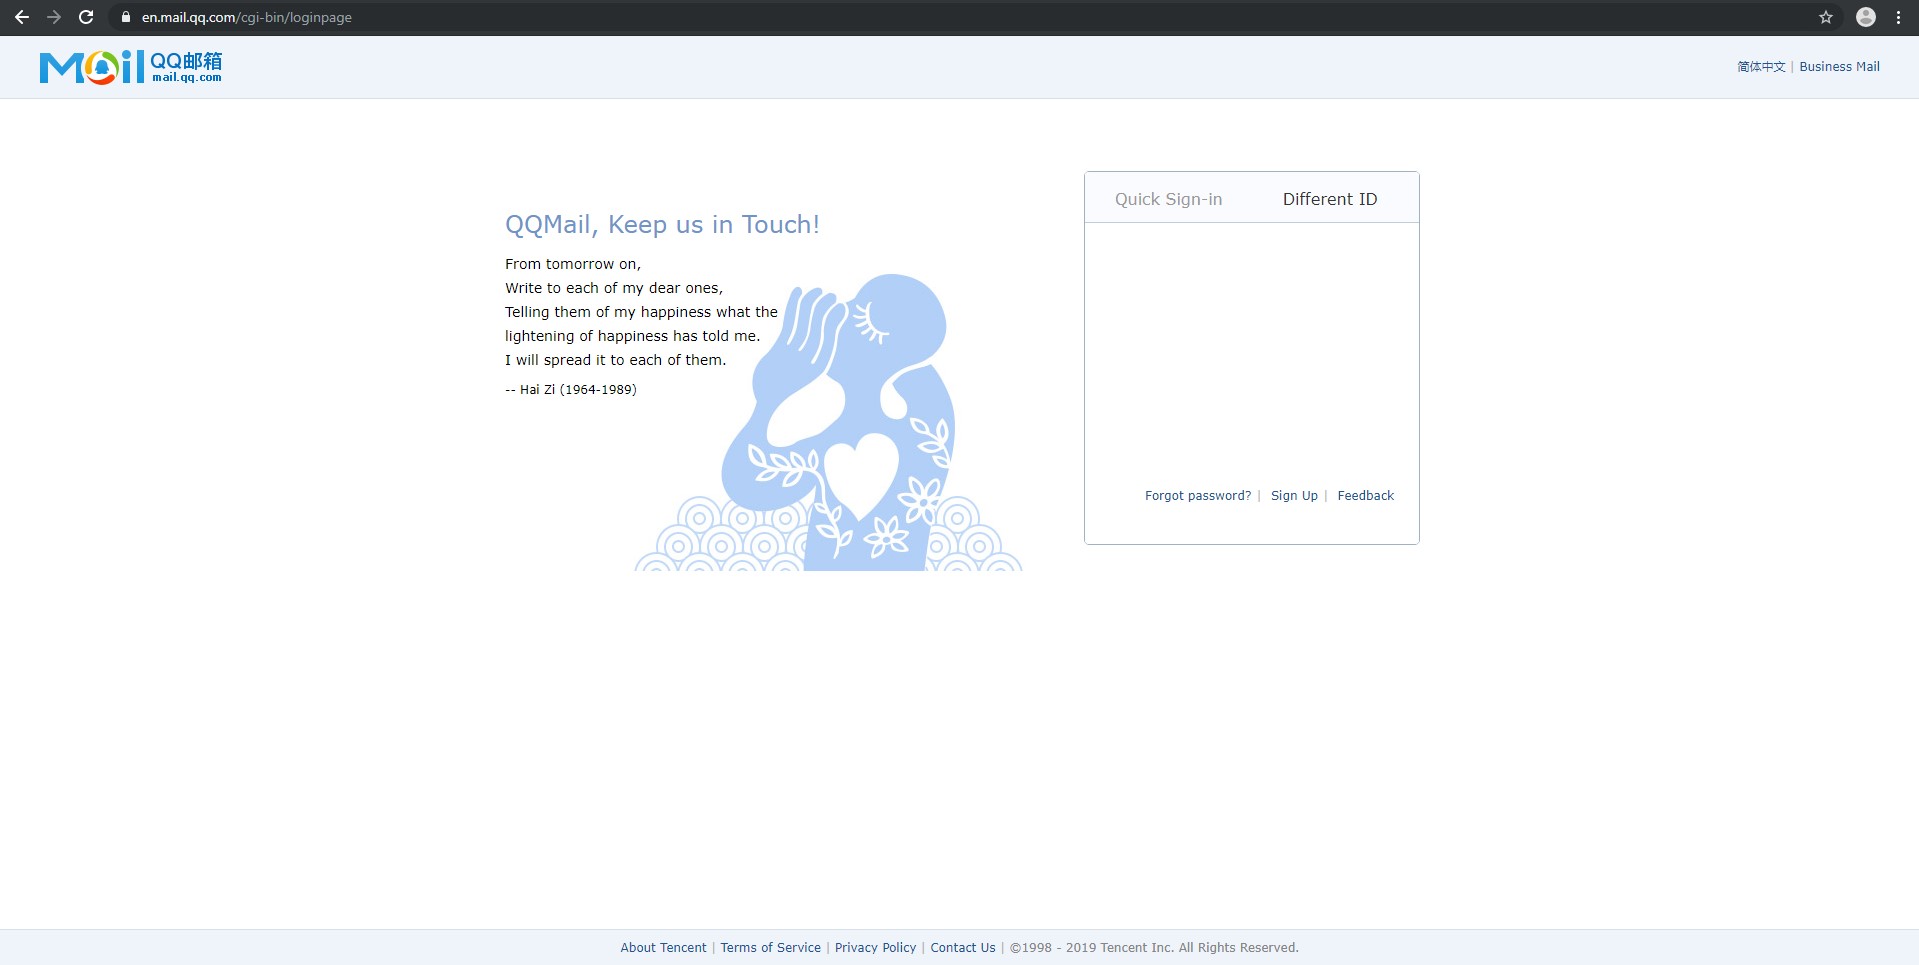 en.mail.qq.com/cgi-bin/loginpage
Mail QQ邮箱
mail.qq.com
简体中文 | Business Mail
QQMail, Keep us in Touch!
From tomorrow on,
Write to each of my dear ones,
Telling them of my happiness what the
lightening of happiness has told me.
I will spread it to each of them.
-- Hai Zi (1964-1989)
Quick Sign-in
Different ID
Forgot password? | Sign Up | Feedback
About Tencent | Terms of Service | Privacy Policy | Contact Us | ©1998 - 2019 Tencent Inc. All Rights Reserved.